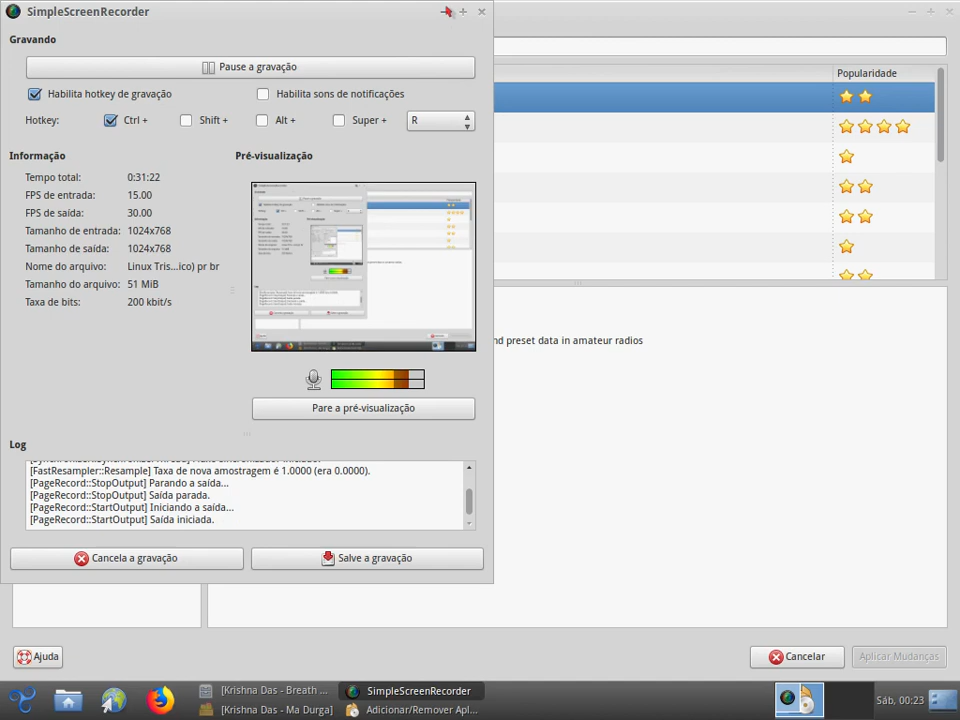 SimpleScreenRecorder
Gravando
Pause a gravação
Habilita hotkey de gravação
Habilita sons de notificações
Hotkey:
Ctrl +
Shift +
Alt +
Super +
R
Informação
Tempo total: 0:31:22
FPS de entrada: 15.00
FPS de saída: 30.00
Tamanho de entrada: 1024x768
Tamanho de saída: 1024x768
Nome do arquivo: Linux Tris...ico) pr br
Tamanho do arquivo: 51 MiB
Taxa de bits: 200 kbit/s
Pré-visualização
Pare a pré-visualização
Log
[FastResampler::Resample] Taxa de nova amostragem é 1.0000 (era 0.0000).
[PageRecord::StopOutput] Parando a saída...
[PageRecord::StopOutput] Saída parada.
[PageRecord::StartOutput] Iniciando a saída...
[PageRecord::StartOutput] Saída iniciada.
Cancela a gravação
Salve a gravação
Popularidade
nd preset data in amateur radios
Ajuda
Cancelar
Aplicar Mudanças
[Krishna Das - Breath ...
SimpleScreenRecorder
[Krishna Das - Ma Durga]
Adicionar/Remover Apl...
Sáb, 00:23